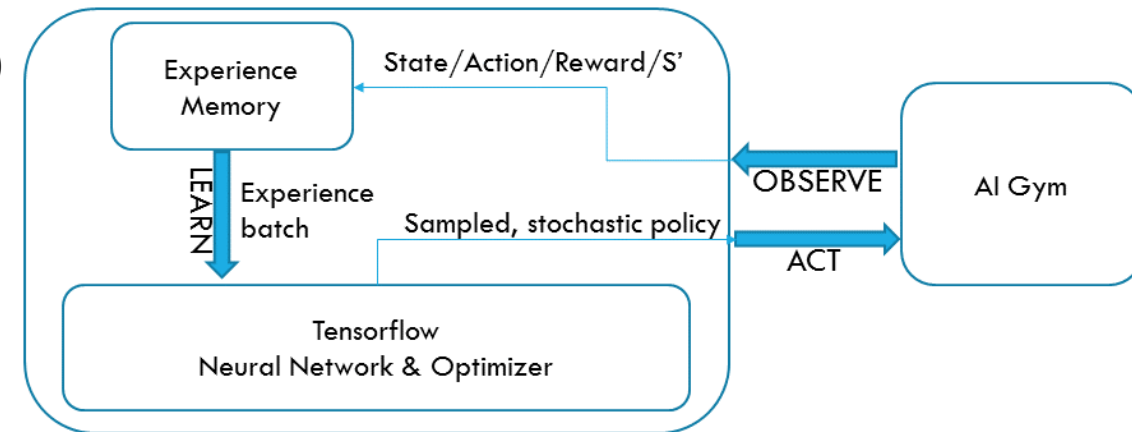 )
Experience
Memory
State/Action/Reward/S’
LEARN
Experience
batch
OBSERVE
AI Gym
Sampled, stochastic policy
ACT
Tensorflow
Neural Network & Optimizer